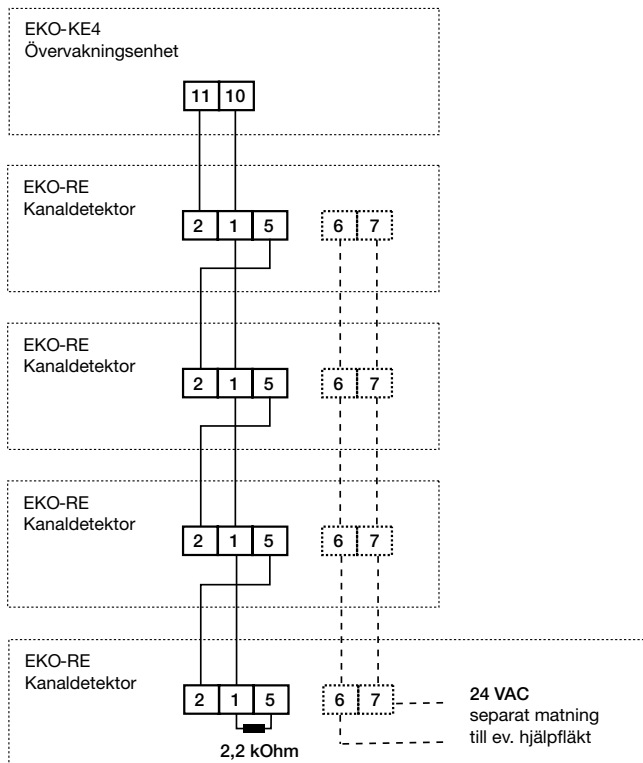 EKO-KE4
Övervakningsenhet
11 10
EKO-RE
Kanaldetektor
2 1 5 6 7
EKO-RE
Kanaldetektor
2 1 5 6 7
EKO-RE
Kanaldetektor
2 1 5 6 7
EKO-RE
Kanaldetektor
2 1 5 6 7
24 VAC
separat matning
till ev. hjälpfläkt
2,2 kOhm